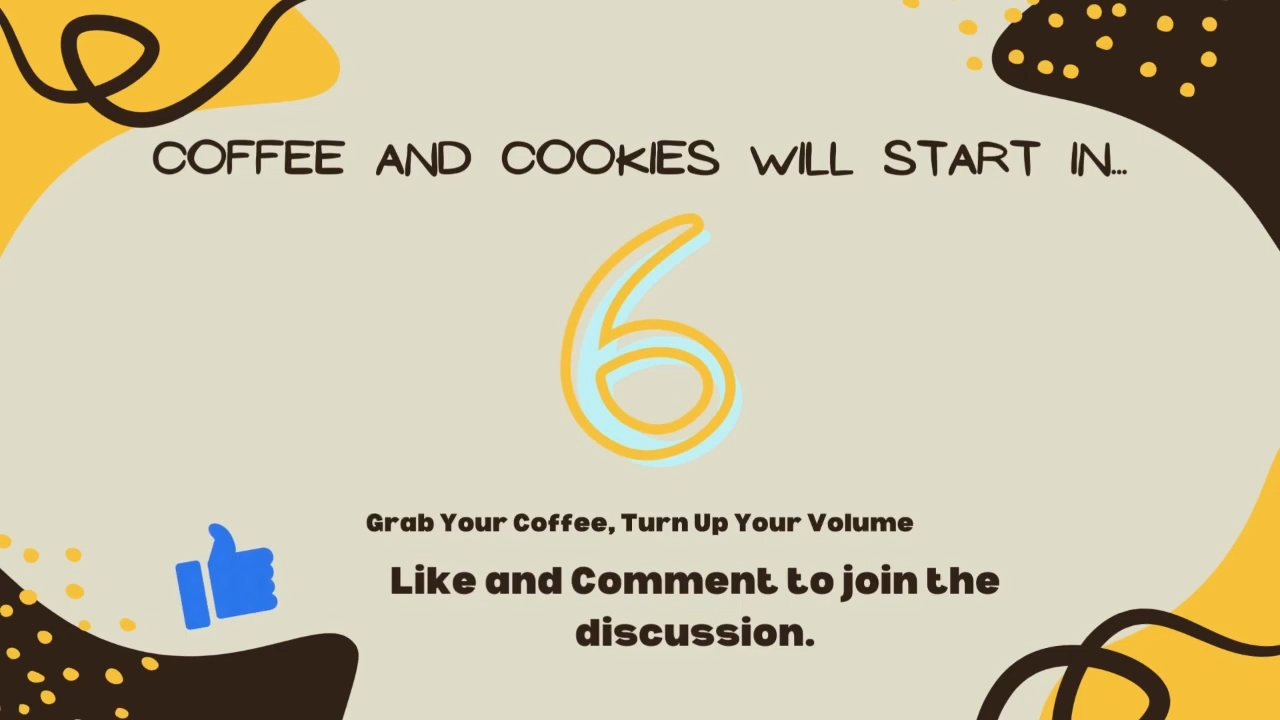 COFFEE AND COOKIES WILL START IN...
6
Grab Your Coffee, Turn Up Your Volume
Like and Comment to join the
discussion.